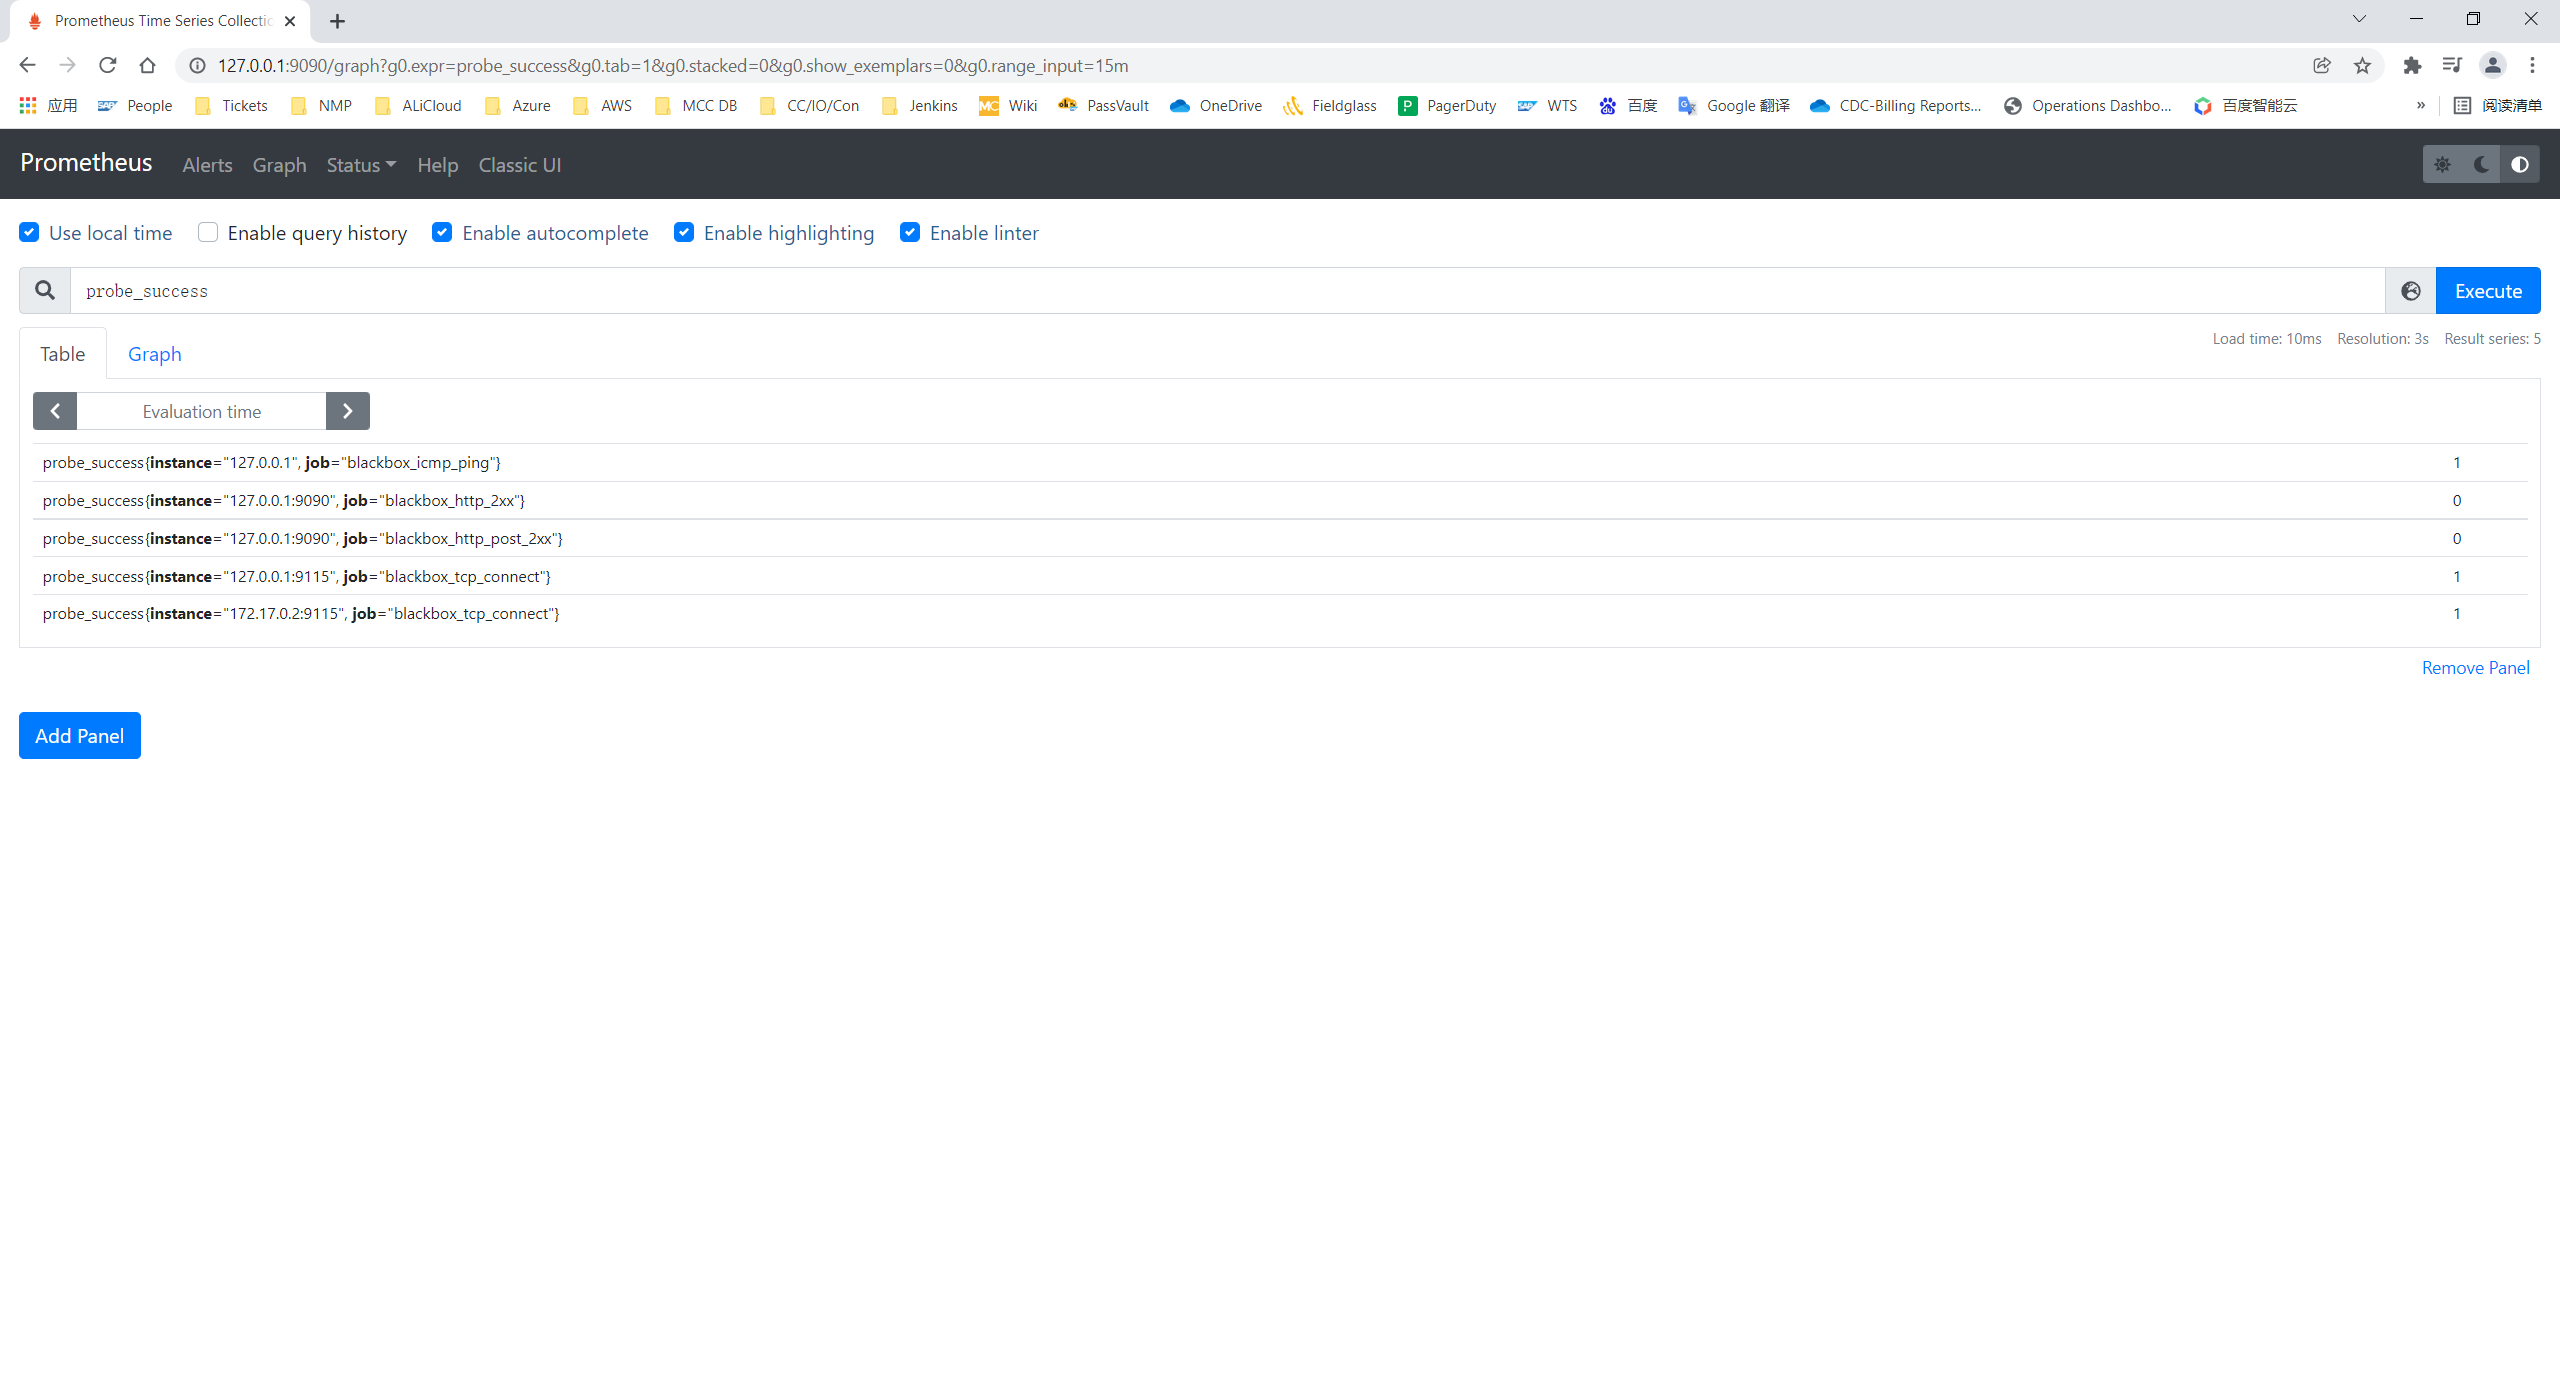 Prometheus Time Series Collectio
127.0.0.1:9090/graph?g0.expr=probe_success&g0.tab=1&g0.stacked=0&g0.show_exemplars=0&g0.range_input=15m
应用 People Tickets NMP ALiCloud Azure AWS MCC DB CC/IO/Con Jenkins MC Wiki PassVault OneDrive Fieldglass P PagerDuty WTS 百度 Google 翻译 CDC-Billing Reports... Operations Dashbo... 百度智能云 » 阅读清单
Prometheus Alerts Graph Status Help Classic UI
Use local time Enable query history Enable autocomplete Enable highlighting Enable linter
probe_success Execute
Table Graph Load time: 10ms Resolution: 3s Result series: 5
Evaluation time
probe_success{instance="127.0.0.1", job="blackbox_icmp_ping"} 1
probe_success{instance="127.0.0.1:9090", job="blackbox_http_2xx"} 0
probe_success{instance="127.0.0.1:9090", job="blackbox_http_post_2xx"} 0
probe_success{instance="127.0.0.1:9115", job="blackbox_tcp_connect"} 1
probe_success{instance="172.17.0.2:9115", job="blackbox_tcp_connect"} 1
Remove Panel
Add Panel